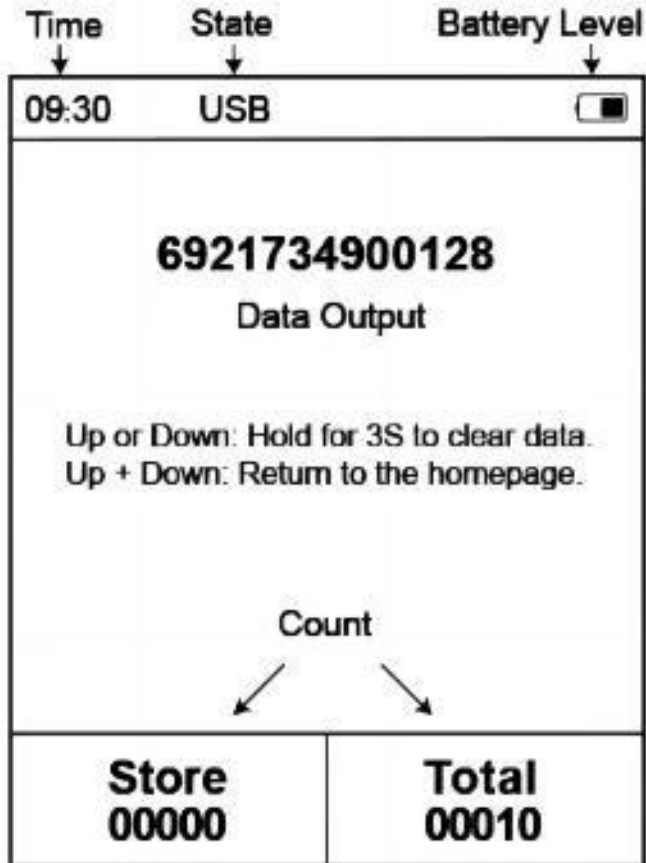 Time State Battery Level
09:30 USB
6921734900128
Data Output
Up or Down: Hold for 3S to clear data.
Up + Down: Return to the homepage.
Count
Store Total
00000 00010